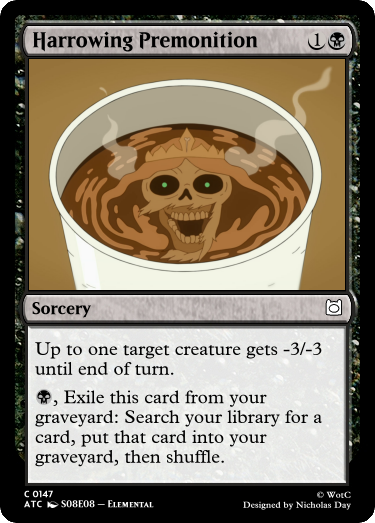 Harrowing Premonition 1
Sorcery
Up to one target creature gets -3/-3
until end of turn.
, Exile this card from your
graveyard: Search your library for a
card, put that card into your
graveyard, then shuffle.
C 0147
© WotC
ATC S08E08 — Elemental
Designed by Nicholas Day